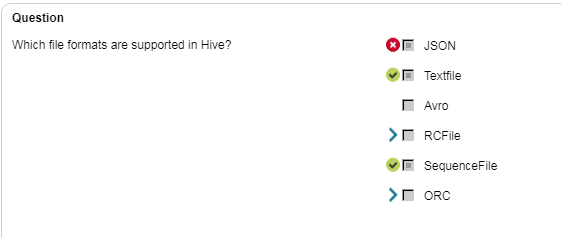 Question
Which file formats are supported in Hive?
JSON
Textfile
Avro
RCFile
SequenceFile
ORC